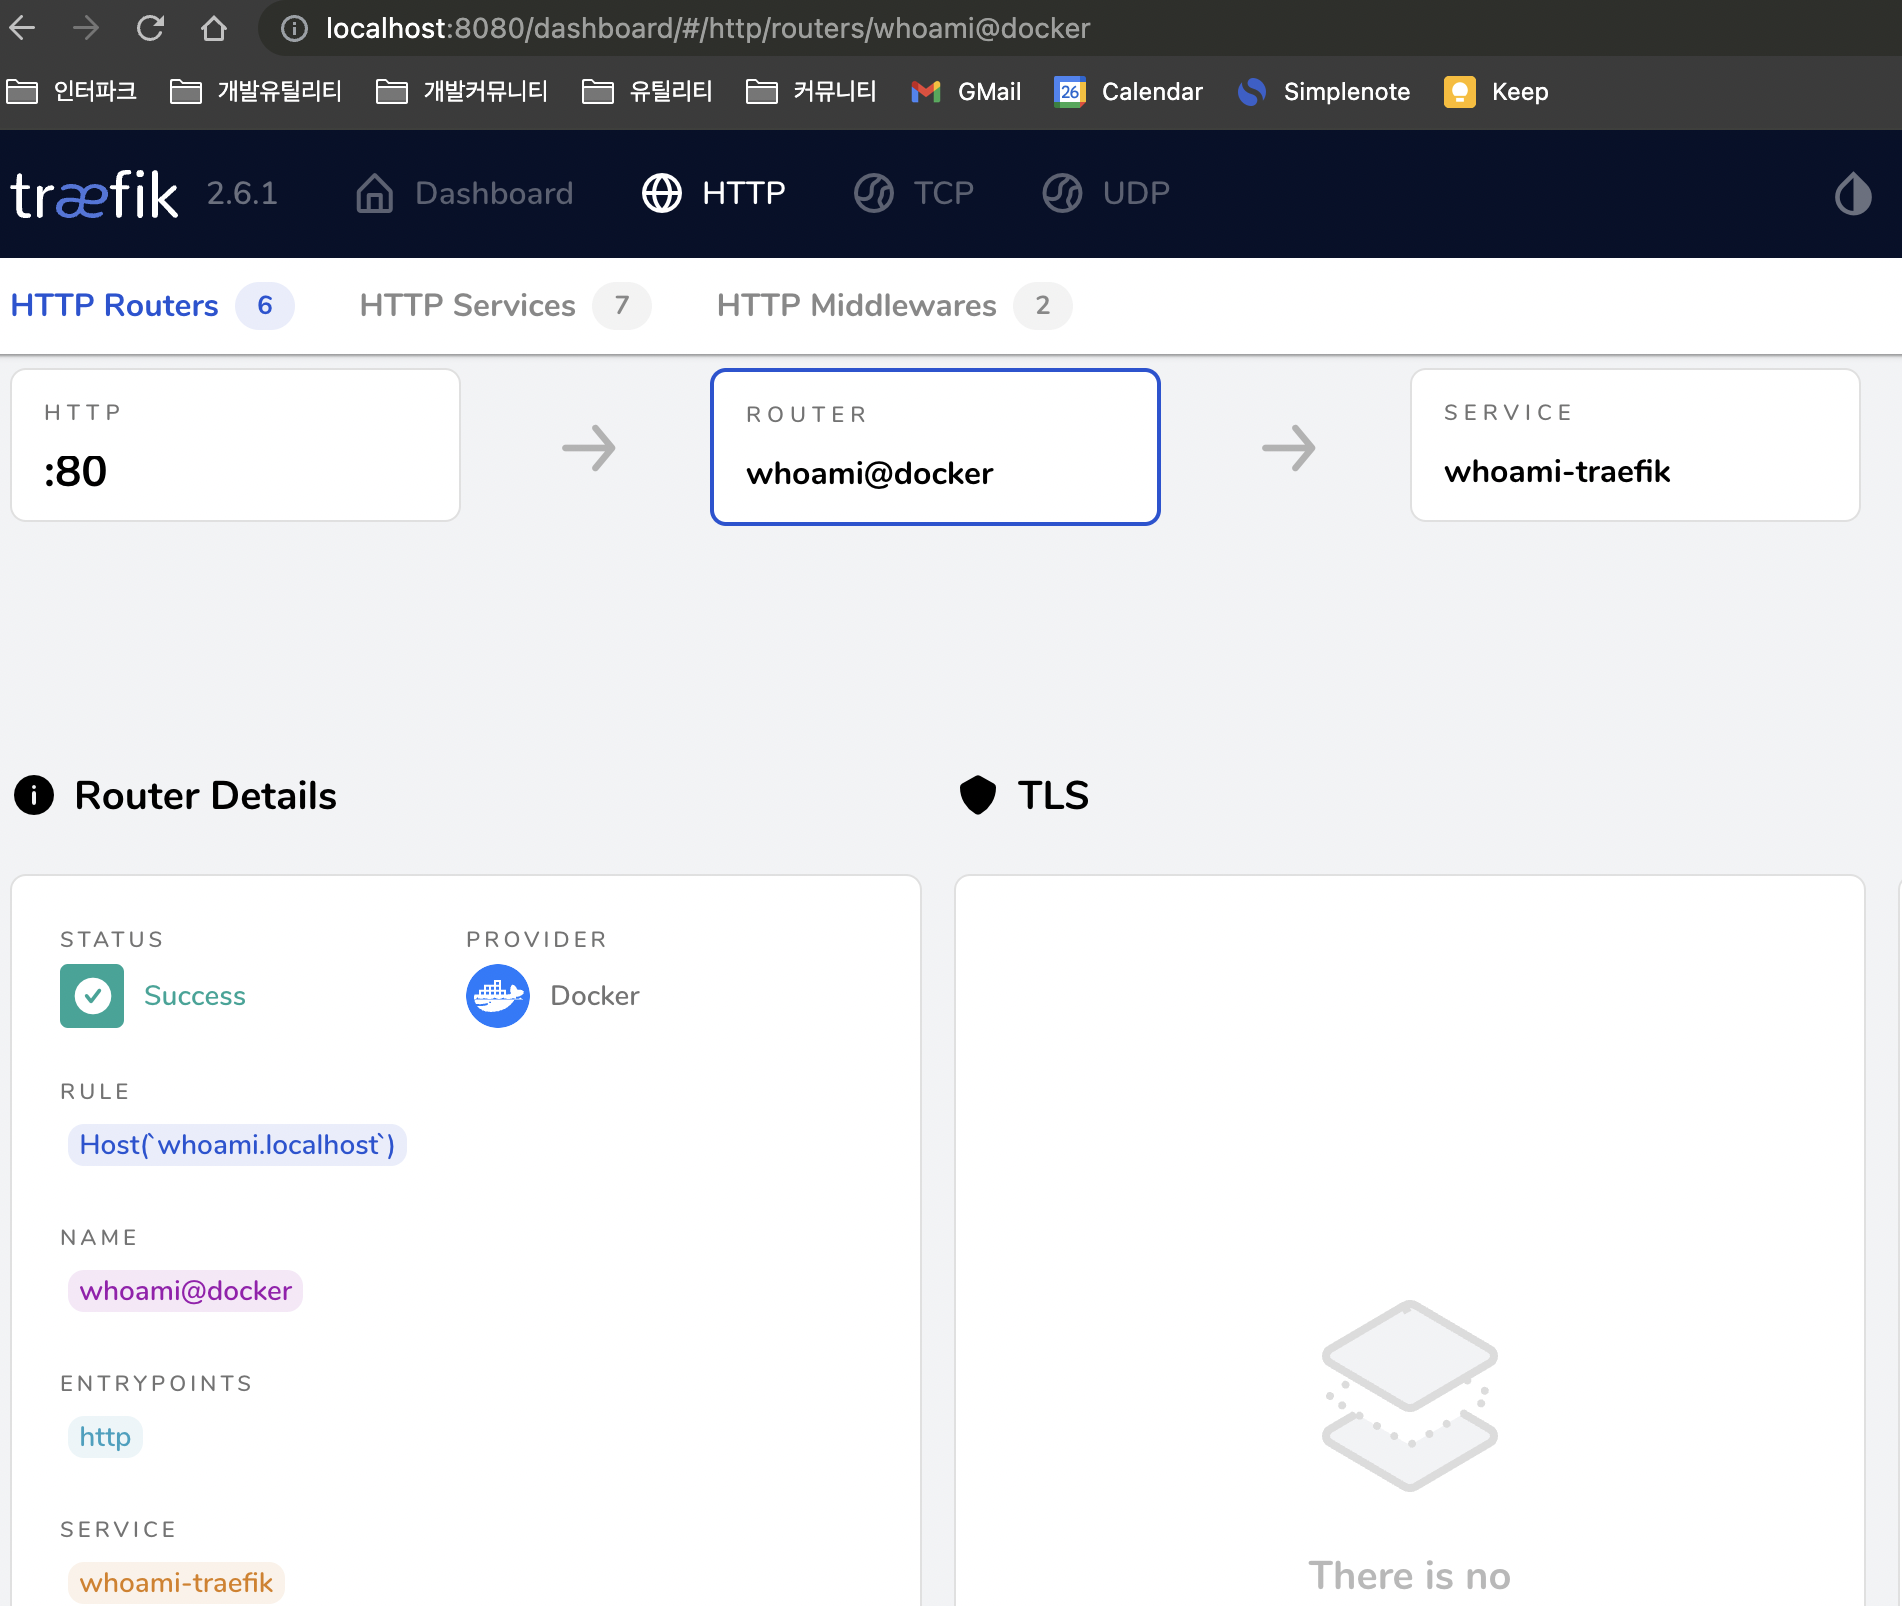 localhost:8080/dashboard/#/http/routers/whoami@docker
인터파크 개발유틸리티 개발커뮤니티 유틸리티 커뮤니티 GMail 26 Calendar Simplenote Keep
træfik 2.6.1 Dashboard HTTP TCP UDP
HTTP Routers 6 HTTP Services 7 HTTP Middlewares 2
HTTP
:80
ROUTER
whoami@docker
SERVICE
whoami-traefik
Router Details
TLS
STATUS
Success
PROVIDER
Docker
RULE
Host(`whoami.localhost`)
NAME
whoami@docker
ENTRYPOINTS
http
SERVICE
whoami-traefik
There is no